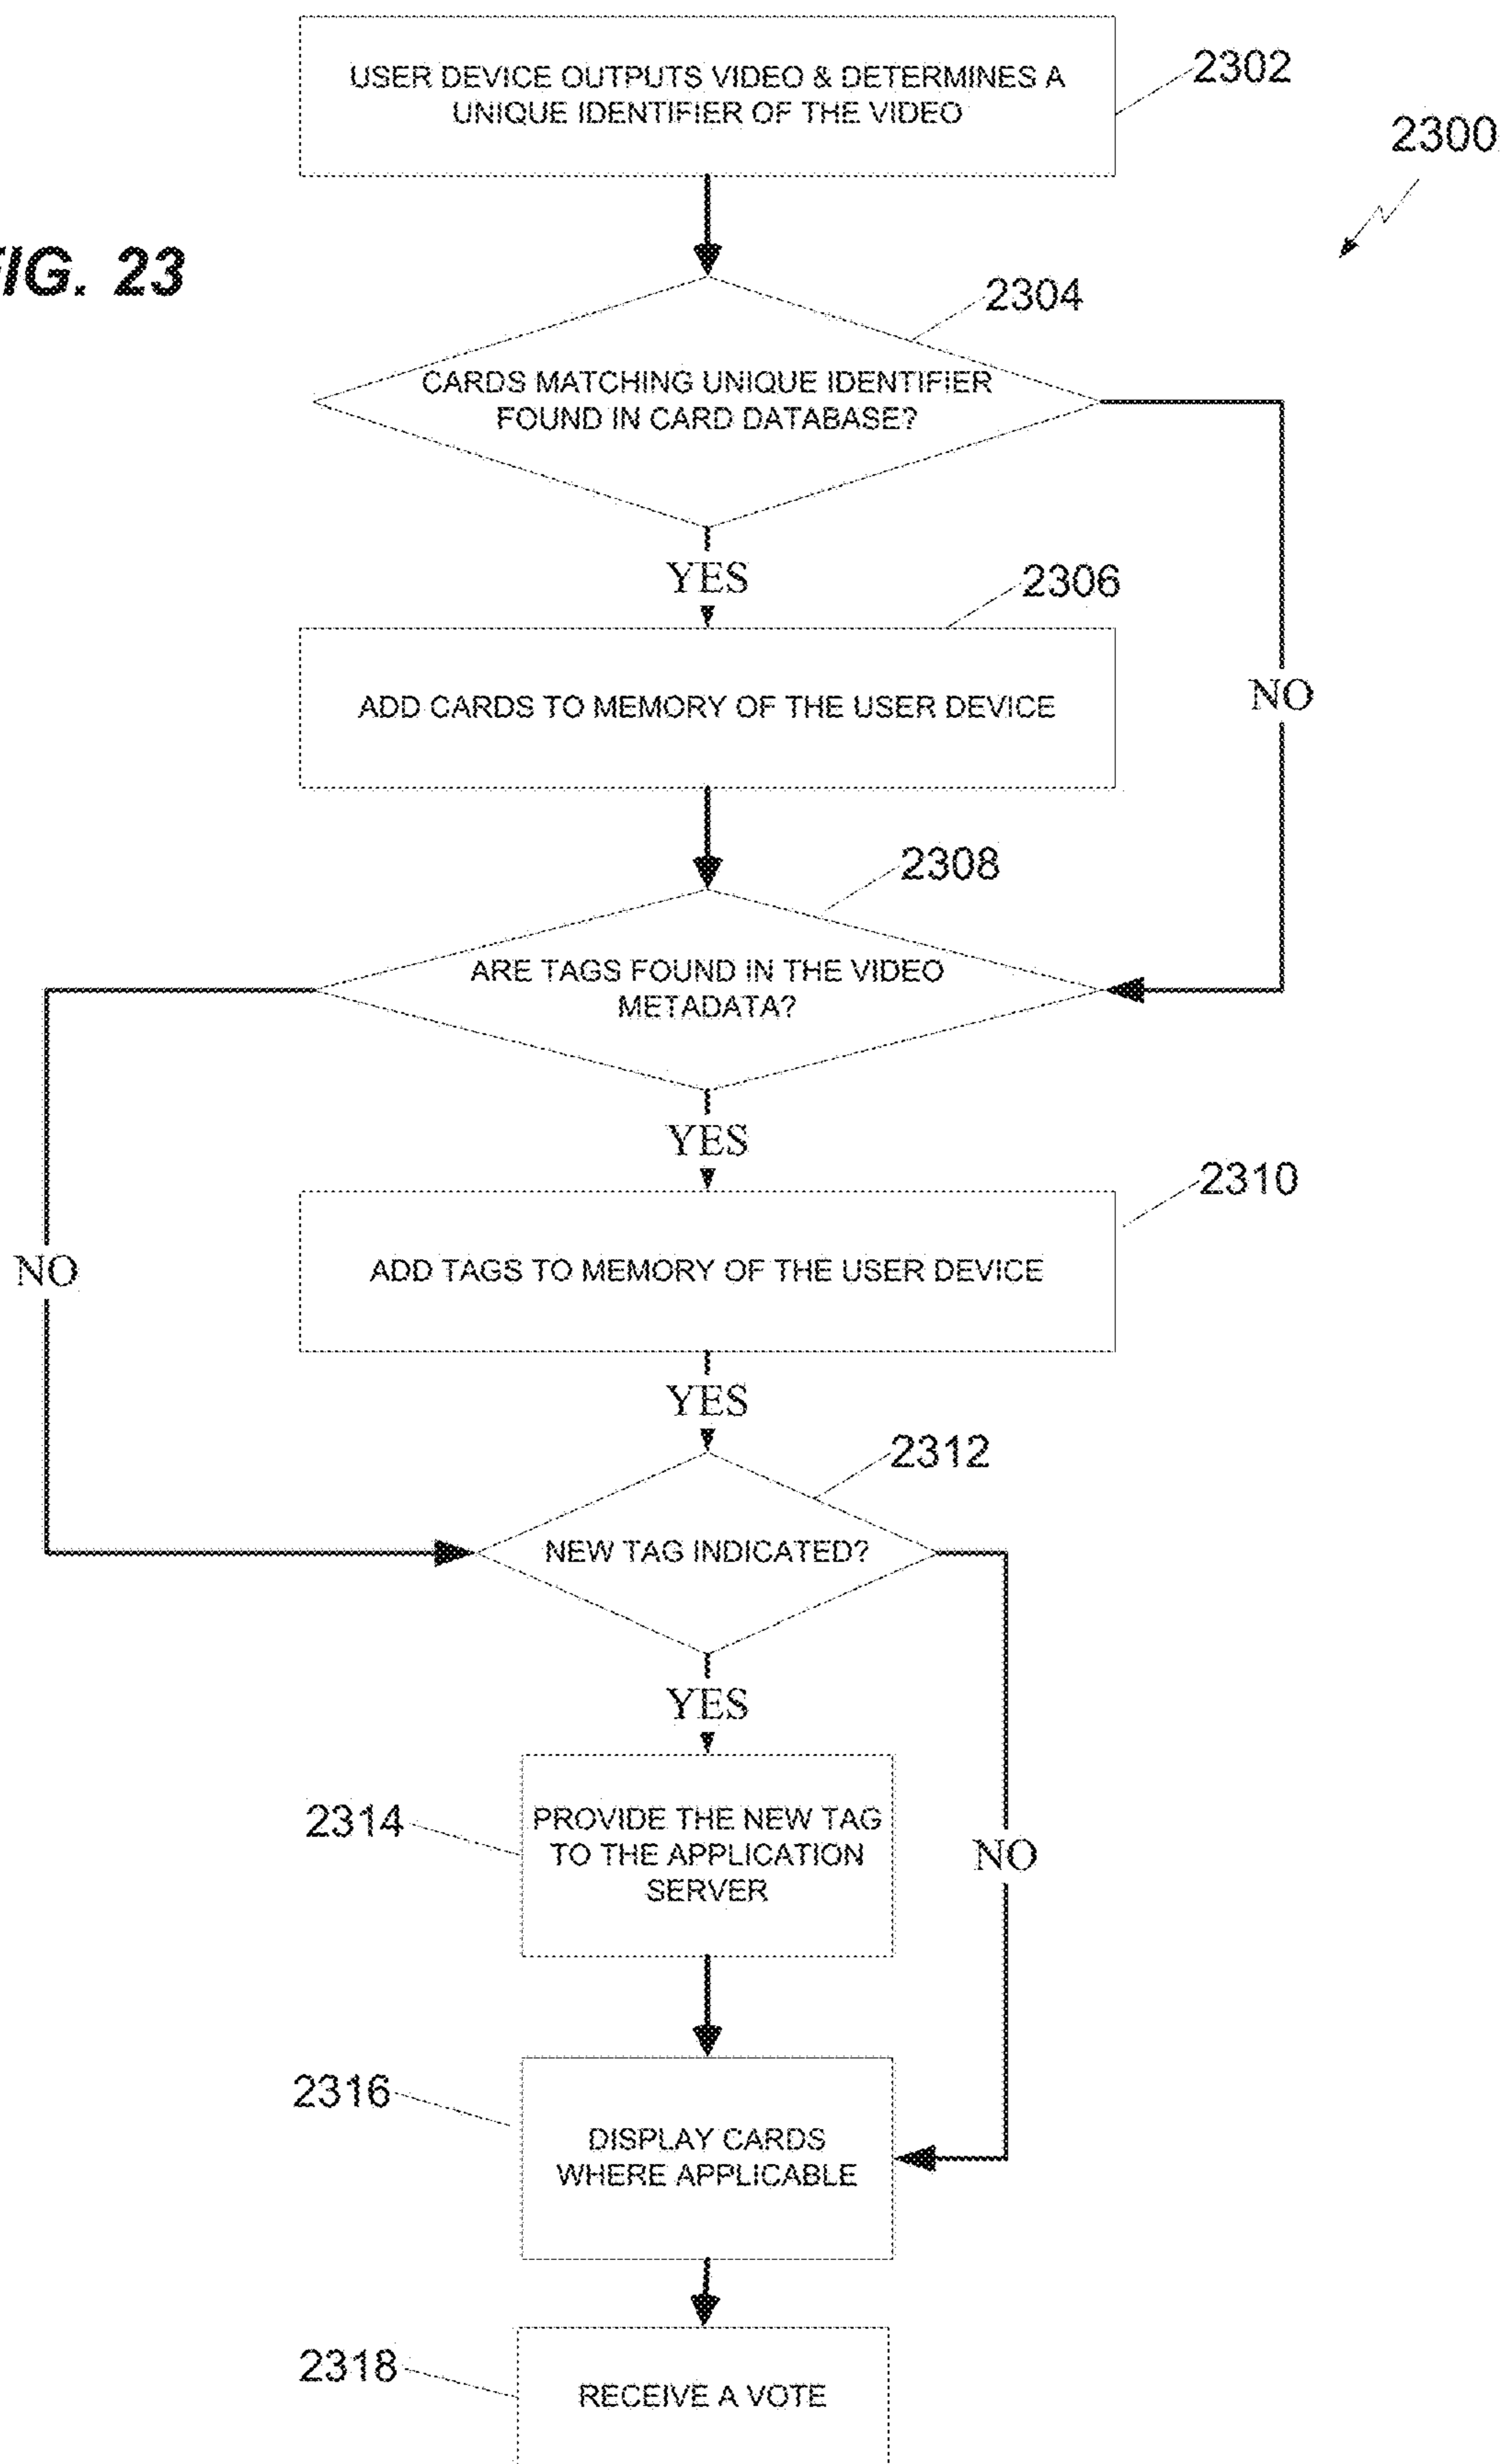 USER DEVICE OUTPUTS VIDEO & DETERMINES A
UNIQUE IDENTIFIER OF THE VIDEO
2302
2300
FIG. 23
2304
CARDS MATCHING UNIQUE IDENTIFIER
FOUND IN CARD DATABASE?
YES
2306
ADD CARDS TO MEMORY OF THE USER DEVICE
NO
2308
ARE TAGS FOUND IN THE VIDEO
METADATA?
YES
2310
NO
ADD TAGS TO MEMORY OF THE USER DEVICE
YES
2312
NEW TAG INDICATED?
YES
2314
PROVIDE THE NEW TAG
TO THE APPLICATION
SERVER
NO
2316
DISPLAY CARDS
WHERE APPLICABLE
2318
RECEIVE A VOTE